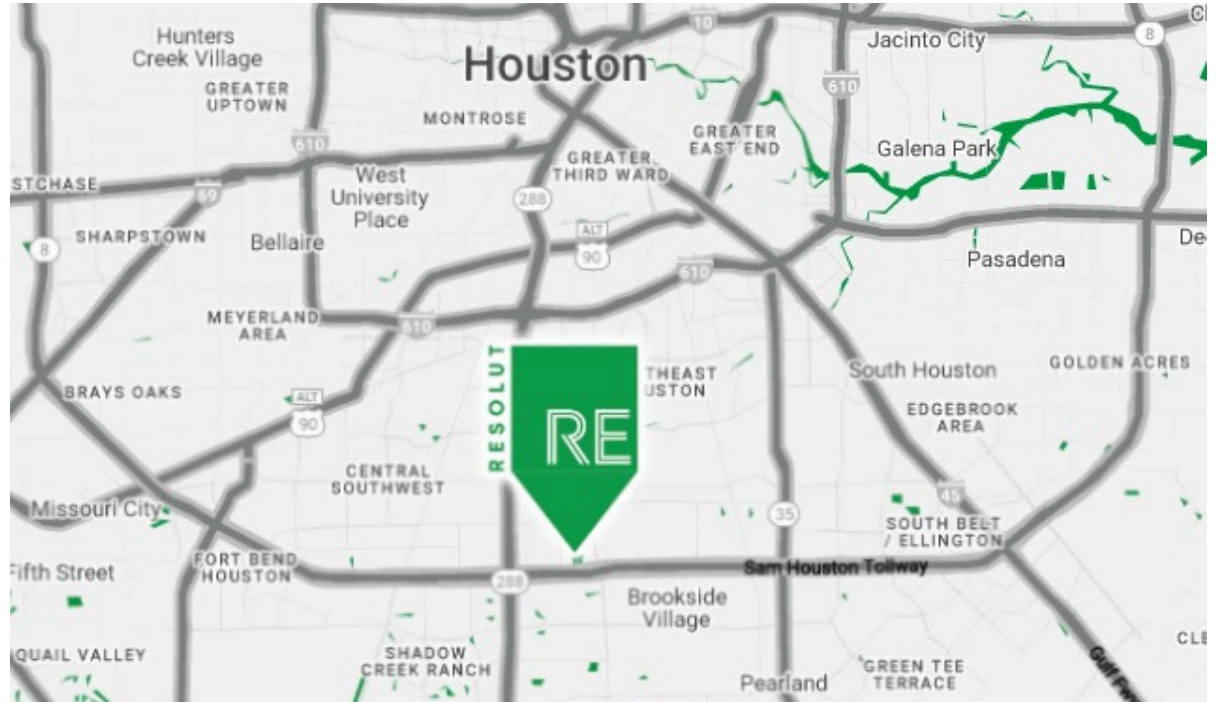 Hunters
Creek Village
10
Jacinto City
8
Houston
GREATER
UPTOWN
610
MONTROSE
GREATER
EAST END
610
Galena Park
GREATER
THIRD WARD
STCHASE
69
West
University
Place
288
SHARPSTOWN
Bellaire
8
ALT
90
610
Pasadena
De
MEYERLAND
AREA
610
RESOLUT
RE
THEAST
USTON
South Houston
GOLDEN ACRES
BRAYS OAKS
ALT
90
EDGEBROOK
AREA
CENTRAL
SOUTHWEST
45
Missouri City
35
SOUTH BELT
/ ELLINGTON
FORT BEND
HOUSTON
Fifth Street
288
Sam Houston Tollway
Brookside
Village
QUAIL VALLEY
SHADOW
CREEK RANCH
GREEN TEE
TERRACE
CLE
Pearland
Gulf Fw